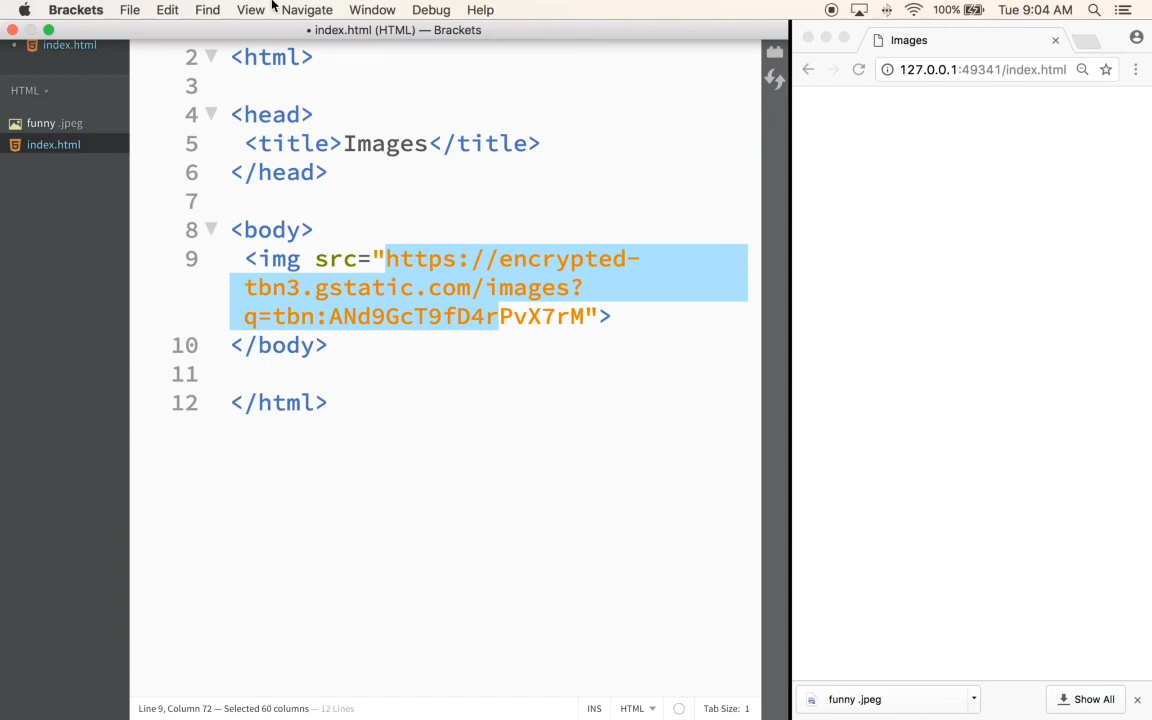 Brackets File Edit Find View Navigate Window Debug Help 100% Tue 9:04 AM
• index.html (HTML) — Brackets
• index.html
HTML
funny .jpeg
index.html
2 <html>
3
4 <head>
5 <title>Images</title>
6 </head>
7
8 <body>
9 <img src="https://encrypted-
tbn3.gstatic.com/images?
q=tbn:ANd9GcT9fD4rPvX7rM">
10 </body>
11
12 </html>
Line 9, Column 72 — Selected 60 columns — 12 Lines INS HTML Tab Size: 1
Images
127.0.0.1:49341/index.html
funny .jpeg Show All